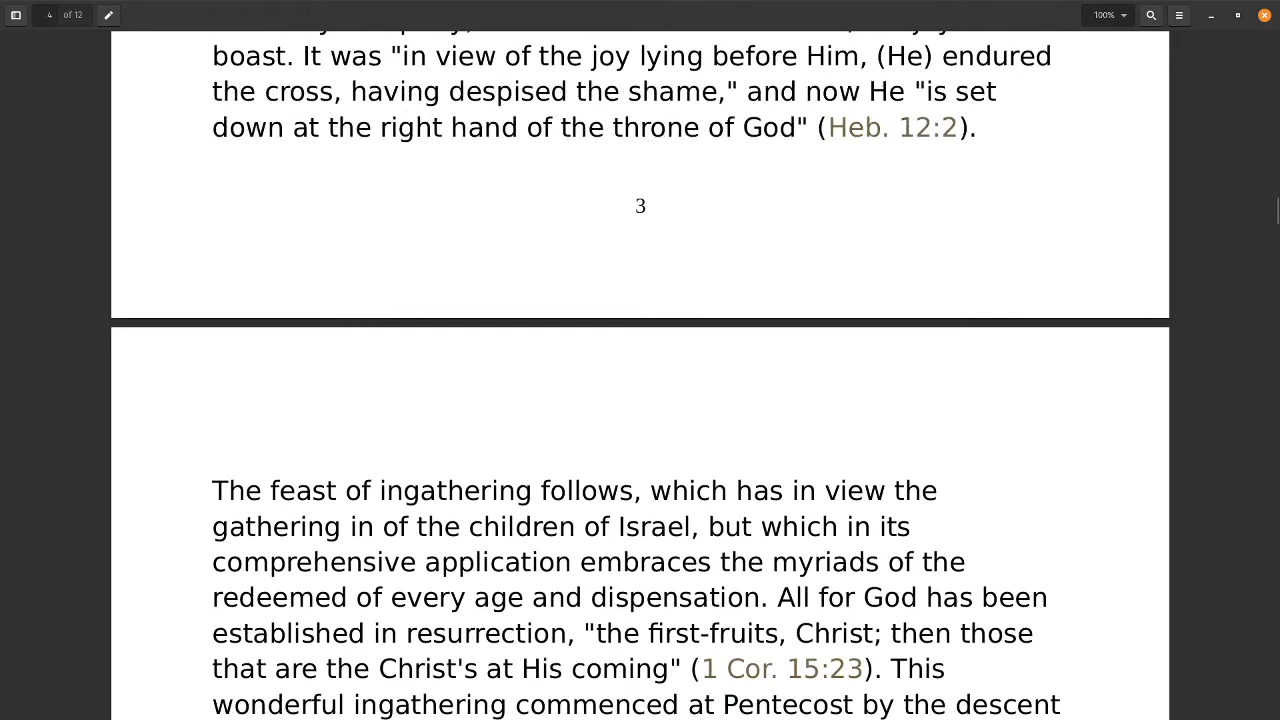 4 of 12
100%
boast. It was "in view of the joy lying before Him, (He) endured
the cross, having despised the shame," and now He "is set
down at the right hand of the throne of God" (Heb. 12:2).
3
The feast of ingathering follows, which has in view the
gathering in of the children of Israel, but which in its
comprehensive application embraces the myriads of the
redeemed of every age and dispensation. All for God has been
established in resurrection, "the first-fruits, Christ; then those
that are the Christ's at His coming" (1 Cor. 15:23). This
wonderful ingathering commenced at Pentecost by the descent